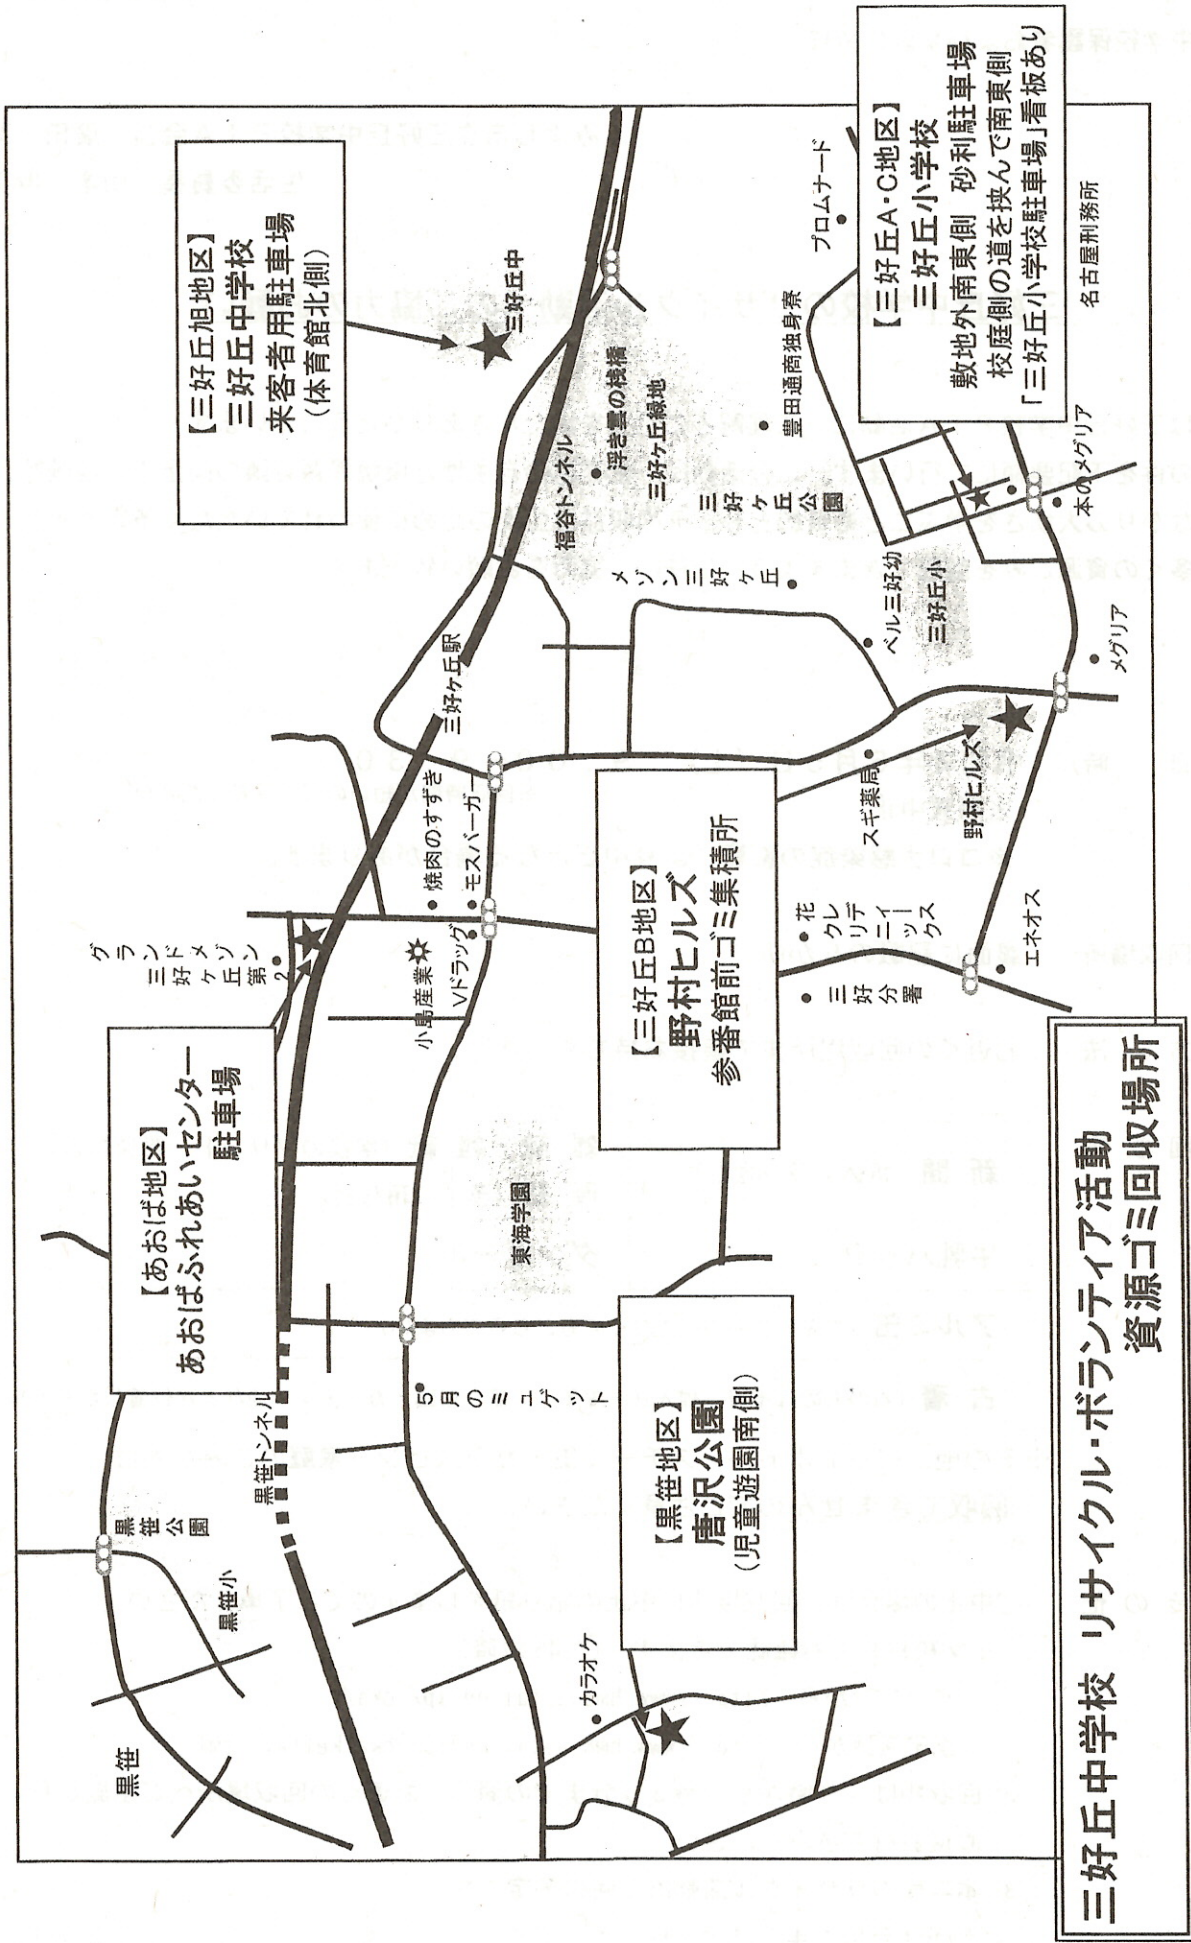 三好丘中学校 リサイクル・ボランティア活動
資源ゴミ回収場所
【三好丘旭地区】
三好丘中学校
来客者用駐車場
（体育館北側）
【あおば地区】
あおばふれあいセンター
駐車場
【三好丘B地区】
野村ヒルズ
参番館前ゴミ集積所
【黒笹地区】
唐沢公園
（児童遊園南側）
【三好丘A・C地区】
三好丘小学校
敷地外南東側 砂利駐車場
校庭側の道を挟んで南東側
「三好丘小学校駐車場」看板あり
黒笹
黒笹小
黒笹公園
黒笹トンネル
グランドメゾン
三好ヶ丘第2
三好ヶ丘駅
三好丘中
福谷トンネル
浮き雲の桟橋
三好ヶ丘緑地
三好ヶ丘公園
焼肉のすずき
モスバーガー
小島産業
Vドラッグ
東海学園
5月のミュゲット
カラオケ
メゾン三好ヶ丘
豊田通商独身寮
プロムナード
ベル三好幼
三好丘小
スギ薬局
野村ヒルズ
花クレリデニイーックス
三好分署
エネオス
メグリア
本のメグリア
名古屋刑務所